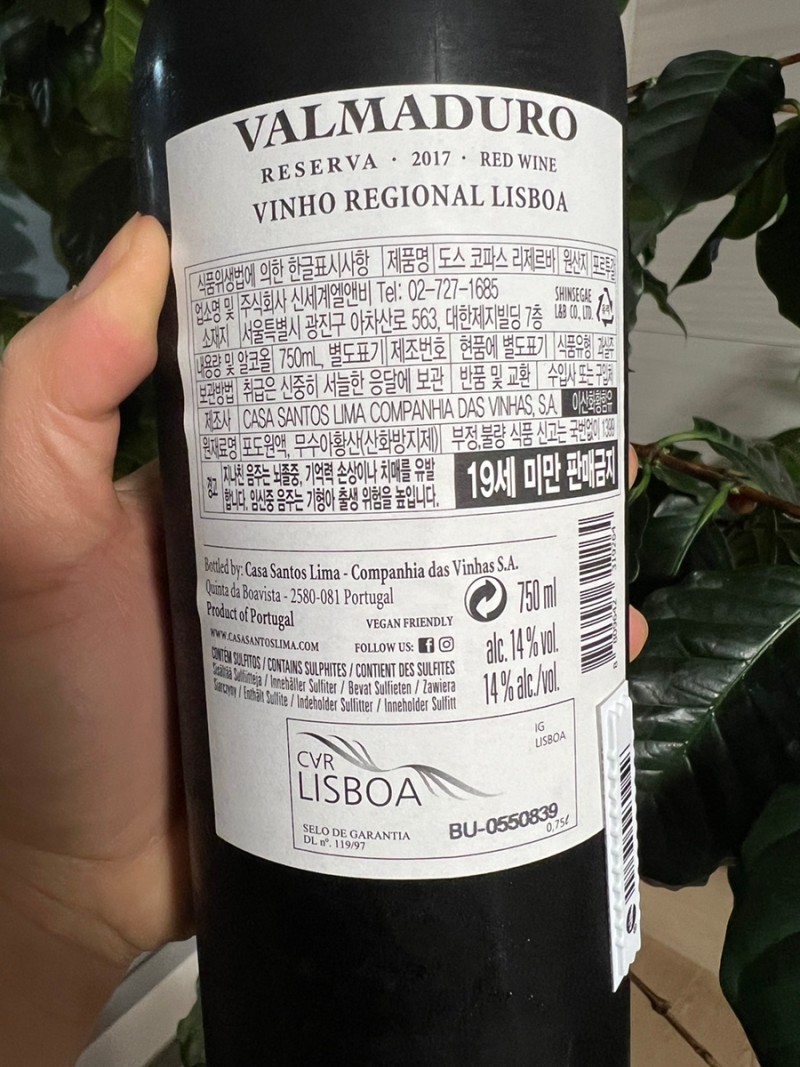 VALMADURO
RESERVA · 2017 · RED WINE
VINHO REGIONAL LISBOA
식품위생법에 의한 한글표시사항 제품명 도스 코파스 리제르바 원산지 포르투갈
업소명 및 소재지 주식회사 신세계엘앤비 Tel: 02-727-1685
서울특별시 광진구 아차산로 563, 대한제지빌딩 7층
SHINSEGAE
L&B CO., LTD.
내용량 및 알코올 750mL, 별도표기 제조번호 현품에 별도표기 식품유형 과실주
보관방법 취급은 신중히 서늘한 응달에 보관 반품 및 교환 수입사 또는 구입처
제조사 CASA SANTOS LIMA COMPANHIA DAS VINHAS, S.A. 이산화황함유
원재료명 포도원액, 무수아황산(산화방지제) 부정,불량 식품 신고는 국번없이 1399
경고 지나친 음주는 뇌졸중, 기억력 손상이나 치매를 유발
합니다. 임신중 음주는 기형아 출생 위험을 높입니다.
19세 미만 판매금지
Bottled by: Casa Santos Lima - Companhia das Vinhas S.A.
Quinta da Boavista - 2580-081 Portugal
Product of Portugal
VEGAN FRIENDLY
WWW.CASASANTOSLIMA.COM
FOLLOW US:
CONTÉM SULFITOS / CONTAINS SULPHITES / CONTIENT DES SULFITES
Sisältää Sulfiitteja / Innehåller Sulfiter / Bevat Sulfieten / Zawiera
Siarczyny / Enthält Sulfite / Indeholder Sulfitter / Inneholder Sulfitt
750 ml
alc. 14 % vol.
14 % alc./vol.
CVR
LISBOA
IG
LISBOA
SELO DE GARANTIA
DL nº. 119/97
BU-0550839
0,75ℓ